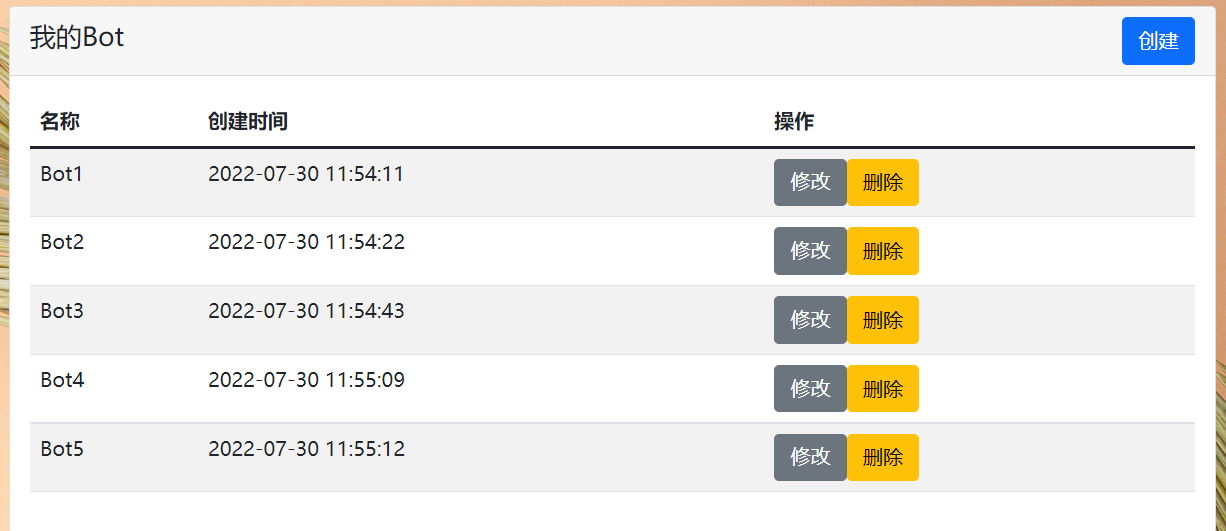 我的Bot 创建
名称 创建时间 操作
Bot1 2022-07-30 11:54:11 修改 删除
Bot2 2022-07-30 11:54:22 修改 删除
Bot3 2022-07-30 11:54:43 修改 删除
Bot4 2022-07-30 11:55:09 修改 删除
Bot5 2022-07-30 11:55:12 修改 删除